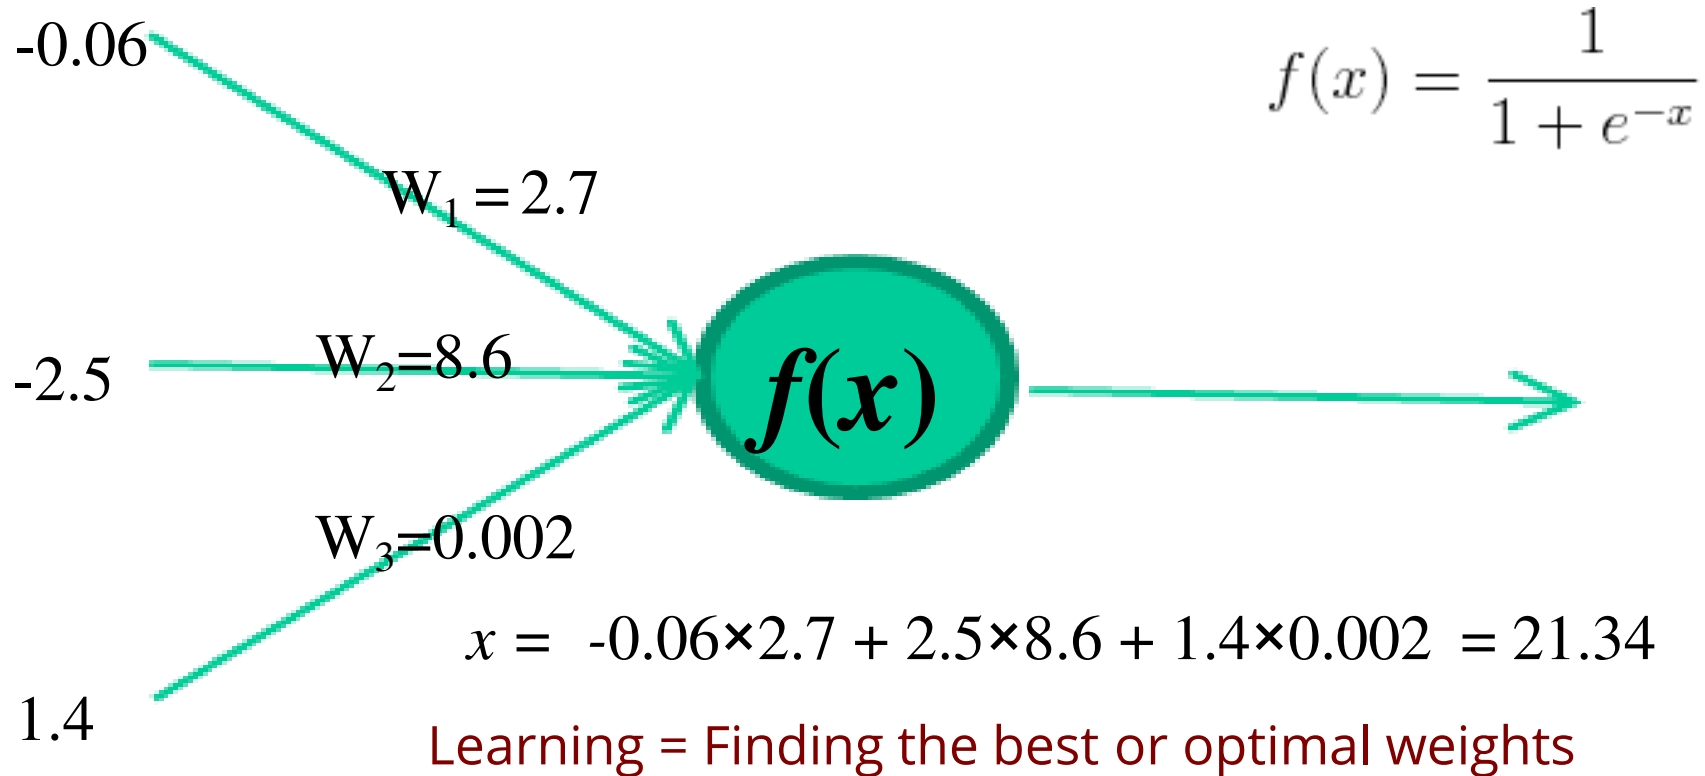 -0.06
f(x) = 1 / (1 + e^{-x})
W₁ = 2.7
W₂=8.6
-2.5
f(x)
W₃=0.002
x = -0.06×2.7 + 2.5×8.6 + 1.4×0.002 = 21.34
1.4
Learning = Finding the best or optimal weights